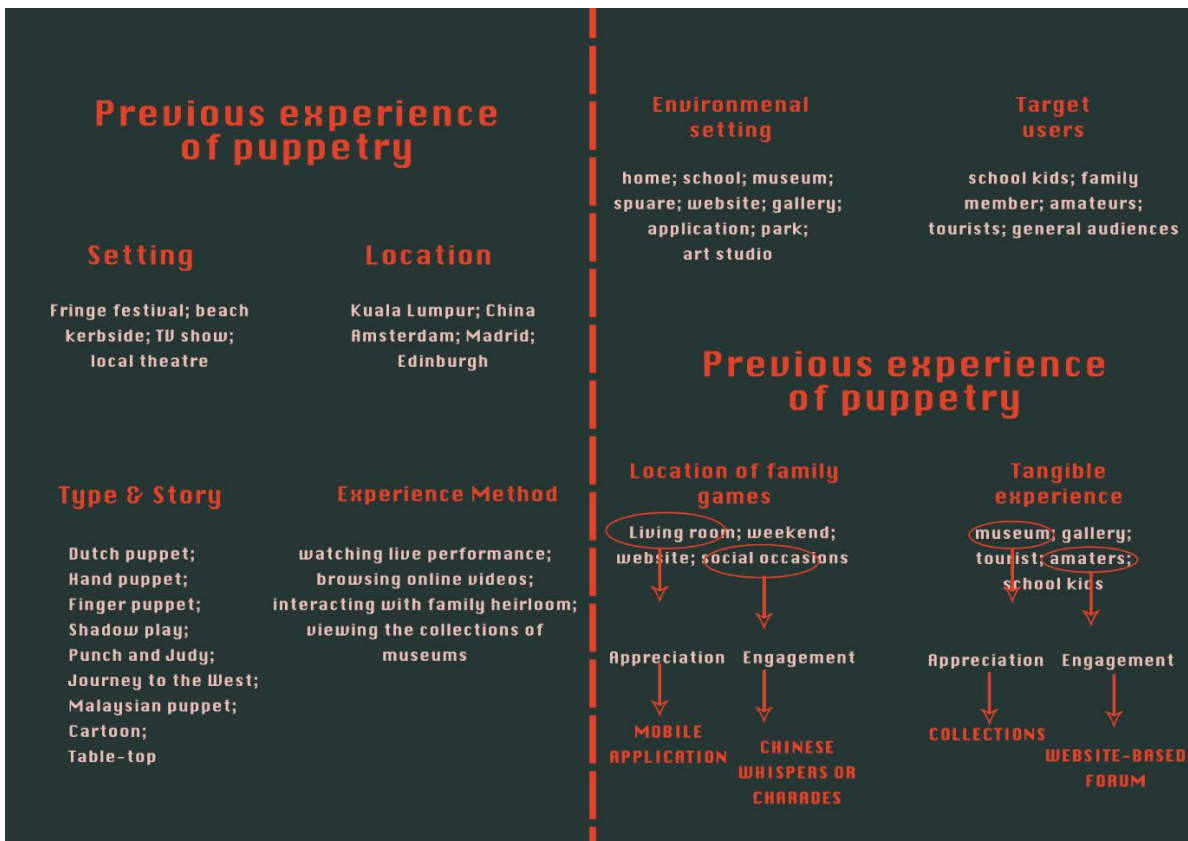 Previous experience
of puppetry
Setting
Fringe festival; beach
kerbside; TV show;
local theatre
Location
Kuala Lumpur; China
Amsterdam; Madrid;
Edinburgh
Type & Story
Dutch puppet;
Hand puppet;
Finger puppet;
Shadow play;
Punch and Judy;
Journey to the West;
Malaysian puppet;
Cartoon;
Table-top
Experience Method
watching live performance;
browsing online videos;
interacting with family heirloom;
viewing the collections of
museums
Environmenal
setting
home; school; museum;
spuare; website; gallery;
application; park;
art studio
Target
users
school kids; family
member; amateurs;
tourists; general audiences
Previous experience
of puppetry
Location of family
games
Living room; weekend;
website; social occasions
Appreciation
Engagement
MOBILE
APPLICATION
CHINESE
WHISPERS OR
CHARADES
Tangible
experience
museum; gallery;
tourist; amaters;
school kids
Appreciation
Engagement
COLLECTIONS
WEBSITE-BASED
FORUM